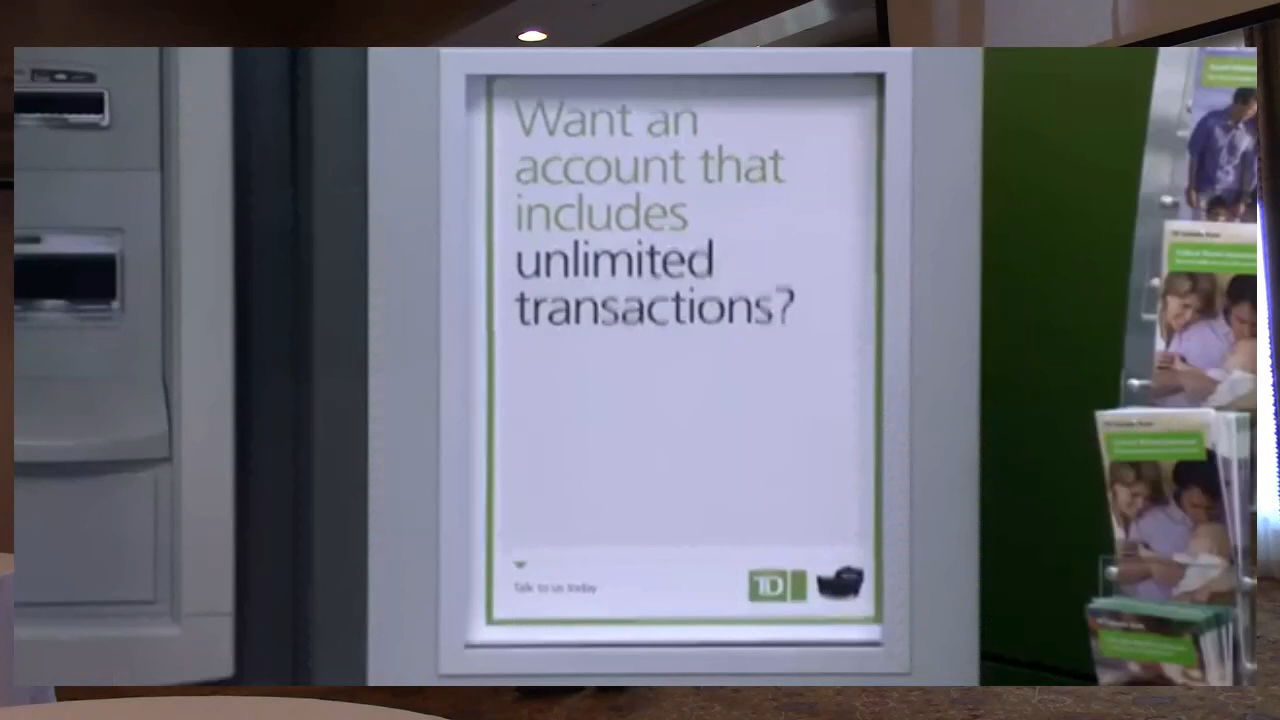 Want an
account that
includes
unlimited
transactions?
Talk to us today
TD